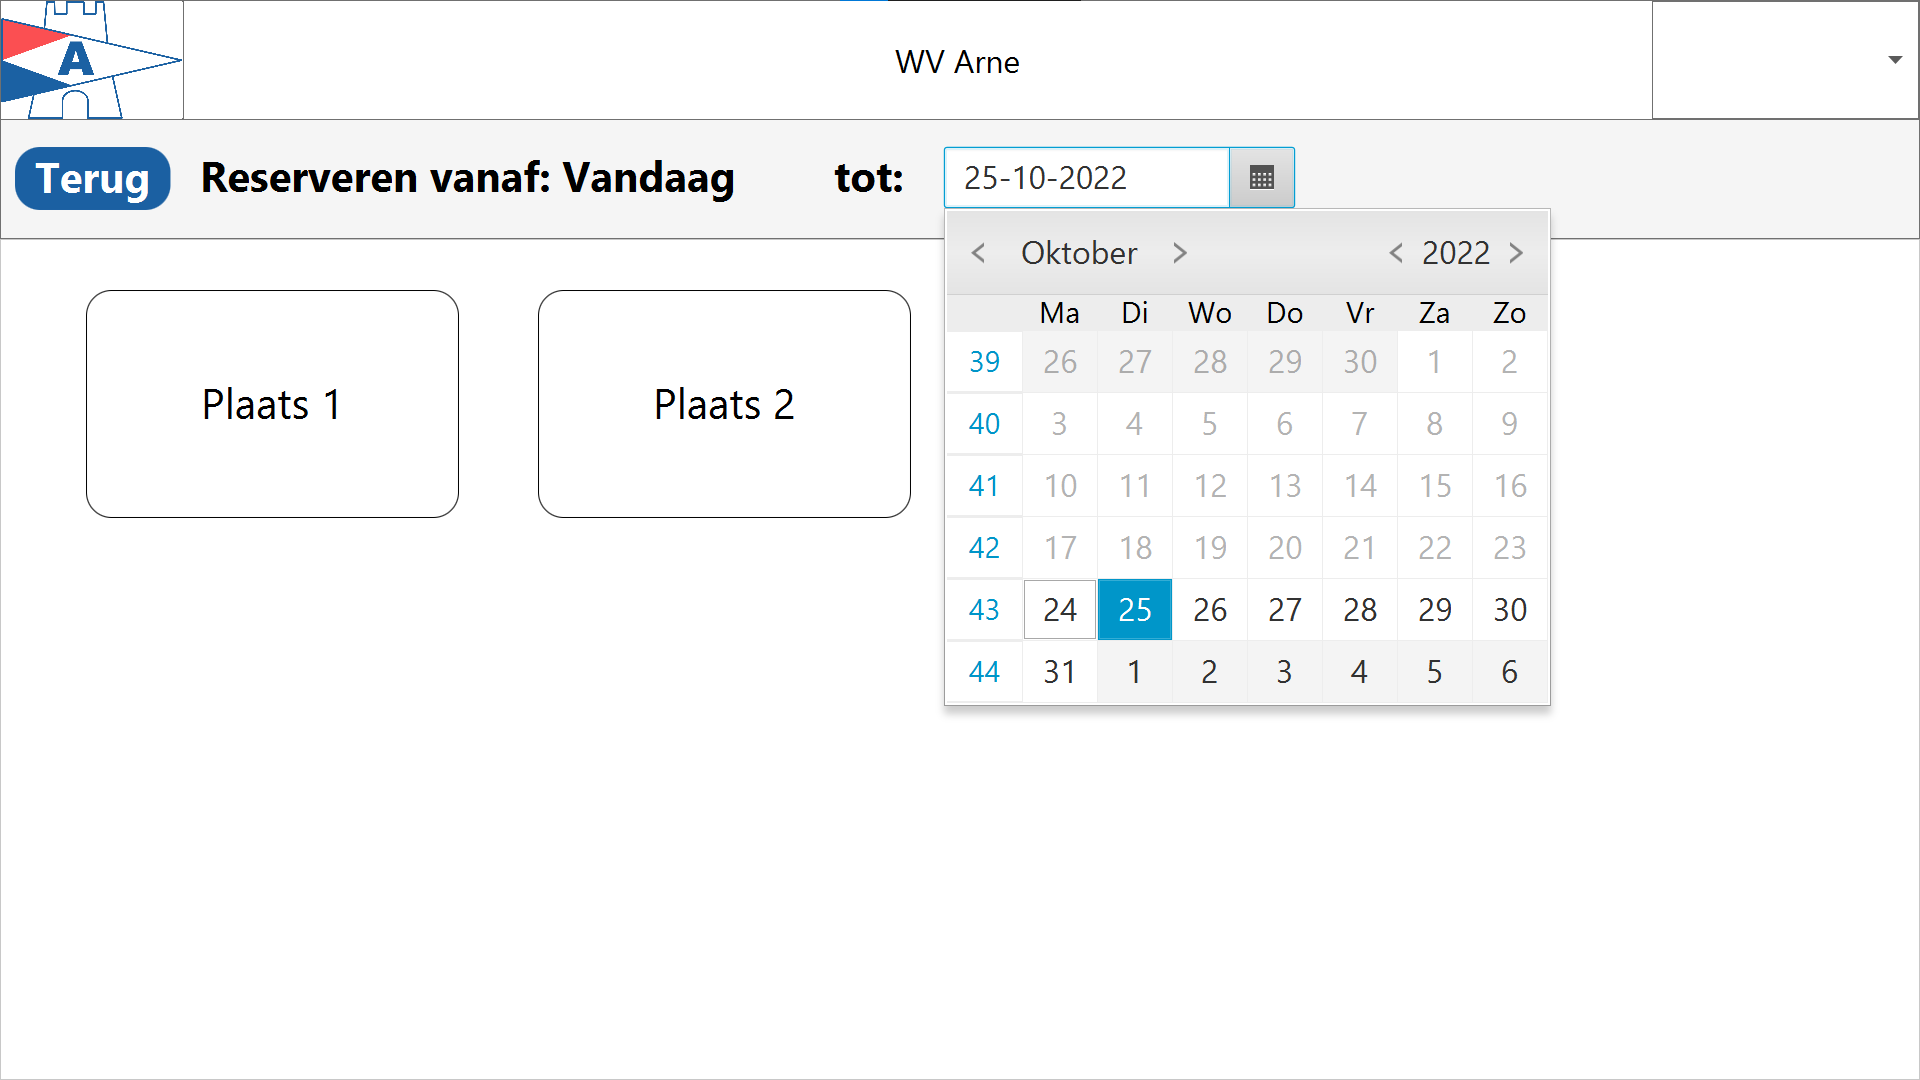 A
WV Arne
Terug Reserveren vanaf: Vandaag tot: 25-10-2022
< Oktober > < 2022 >
Ma Di Wo Do Vr Za Zo
39 26 27 28 29 30 1 2
40 3 4 5 6 7 8 9
41 10 11 12 13 14 15 16
42 17 18 19 20 21 22 23
43 24 25 26 27 28 29 30
44 31 1 2 3 4 5 6
Plaats 1
Plaats 2